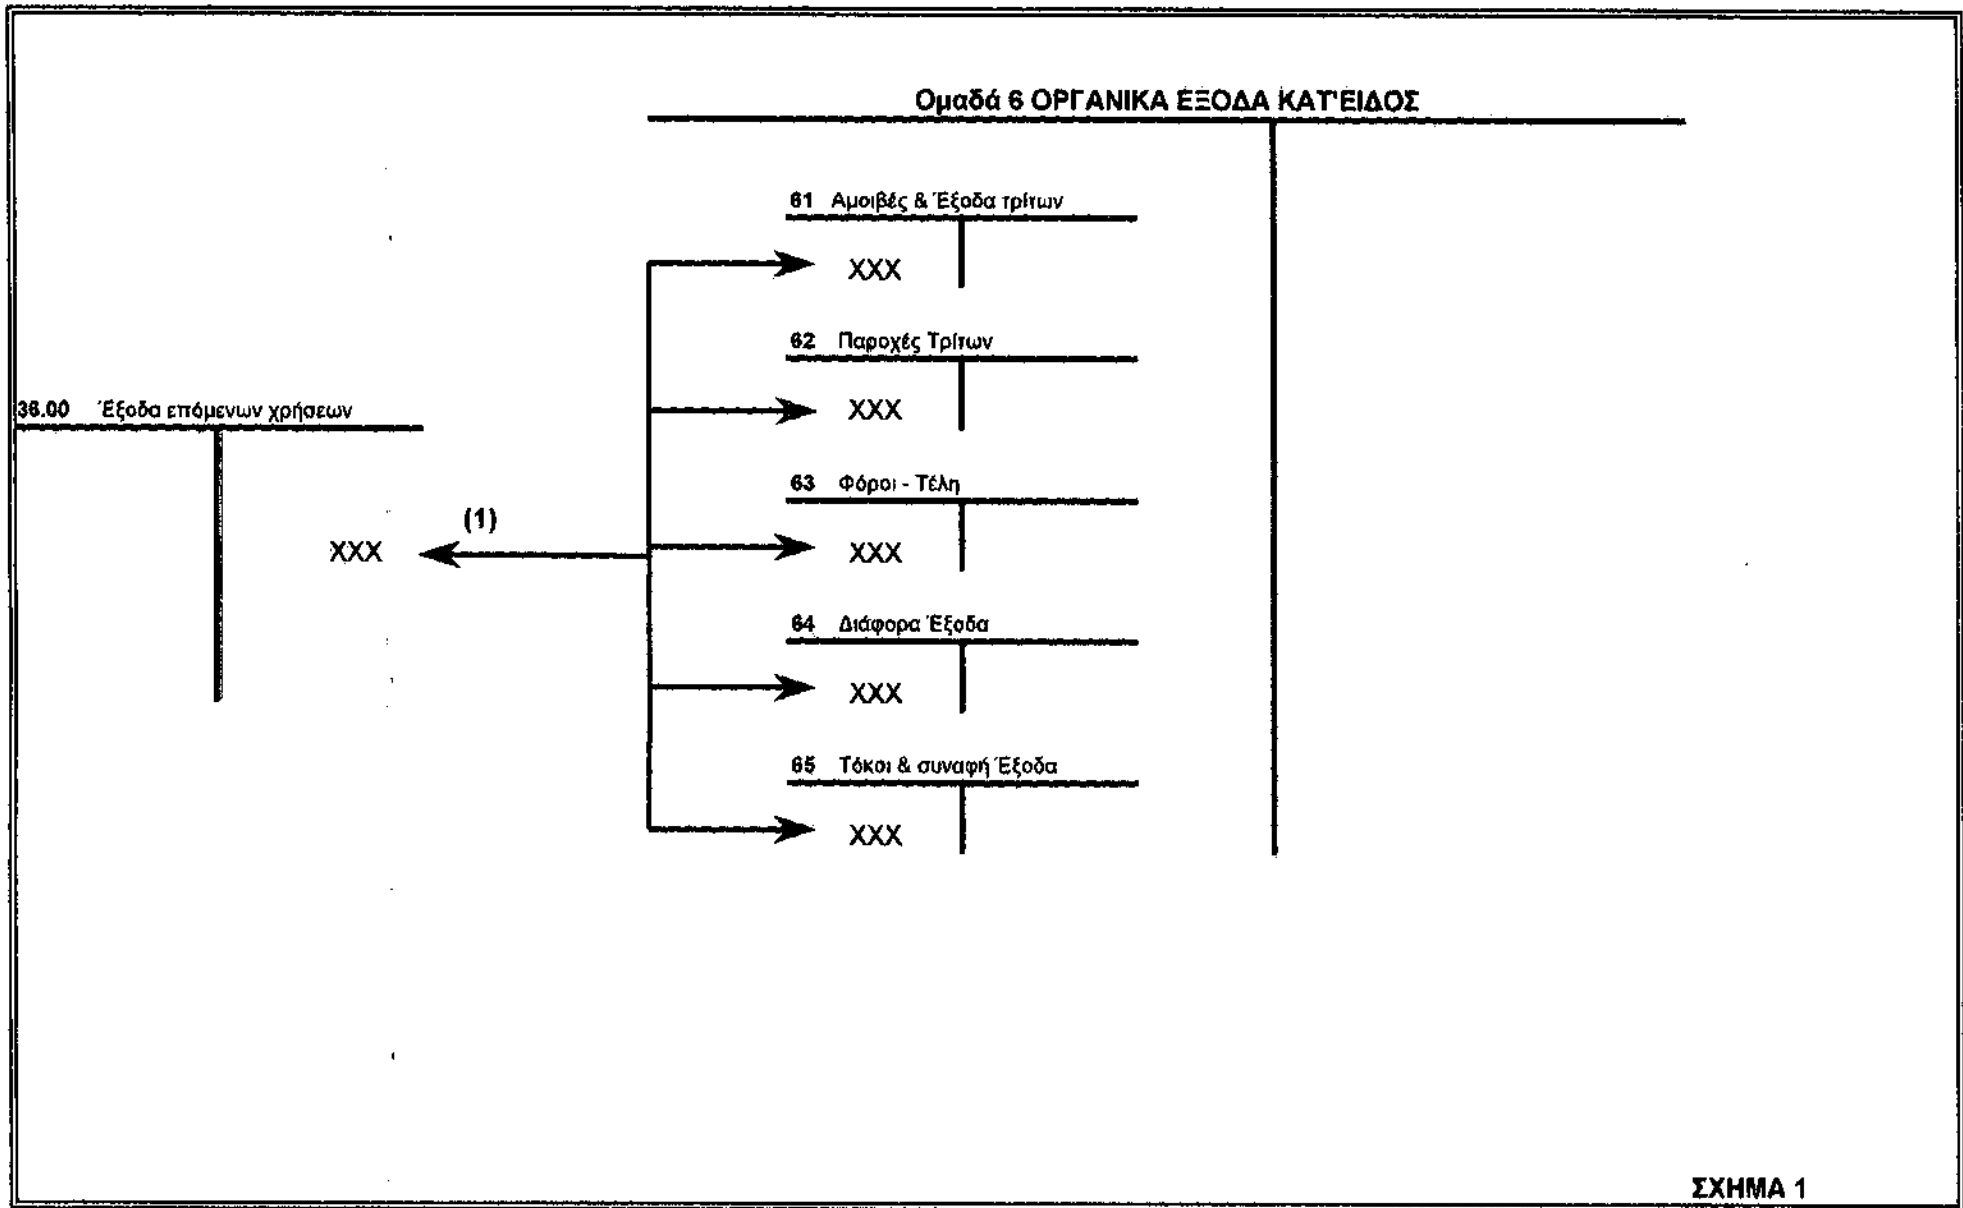 Ομαδά 6 ΟΡΓΑΝΙΚΑ ΕΞΟΔΑ ΚΑΤ'ΕΙΔΟΣ
61 Αμοιβές & Έξοδα τρίτων
XXX
62 Παροχές Τρίτων
XXX
36.00 Έξοδα επόμενων χρήσεων
63 Φόροι - Τέλη
(1)
XXX
XXX
64 Διάφορα Έξοδα
XXX
65 Τόκοι & συναφή Έξοδα
XXX
ΣΧΗΜΑ 1